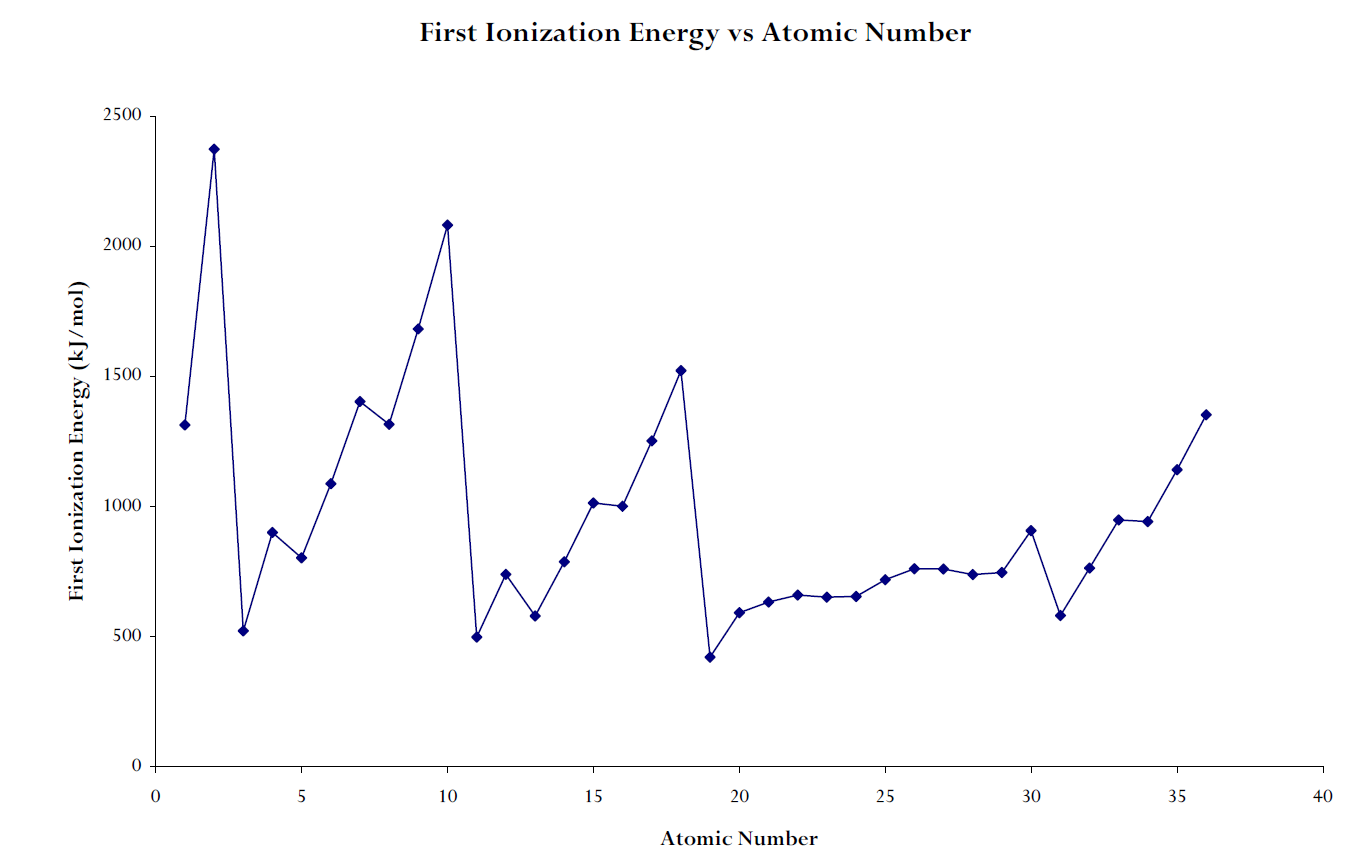 First Ionization Energy vs Atomic Number
2500
2000
1500
1000
500
0
First Ionization Energy (kJ/mol)
0 5 10 15 20 25 30 35 40
Atomic Number